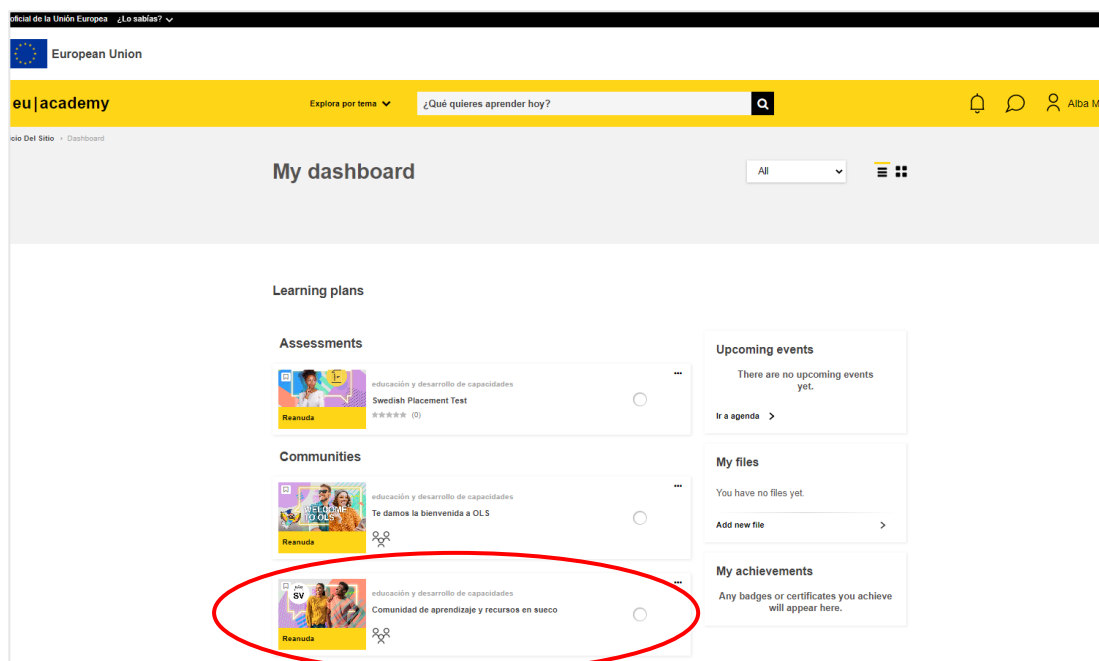 oficial de la Unión Europea ¿Lo sabías?
European Union
eu|academy
Explora por tema
¿Qué quieres aprender hoy?
Alba M
icio Del Sitio > Dashboard
My dashboard
All
Learning plans
Assessments
educación y desarrollo de capacidades
Swedish Placement Test
(0)
Reanuda
Communities
WELCOME
TO OLS
educación y desarrollo de capacidades
Te damos la bienvenida a OLS
Reanuda
SV
educación y desarrollo de capacidades
Comunidad de aprendizaje y recursos en sueco
Reanuda
Upcoming events
There are no upcoming events
yet.
Ir a agenda >
My files
You have no files yet.
Add new file >
My achievements
Any badges or certificates you achieve
will appear here.